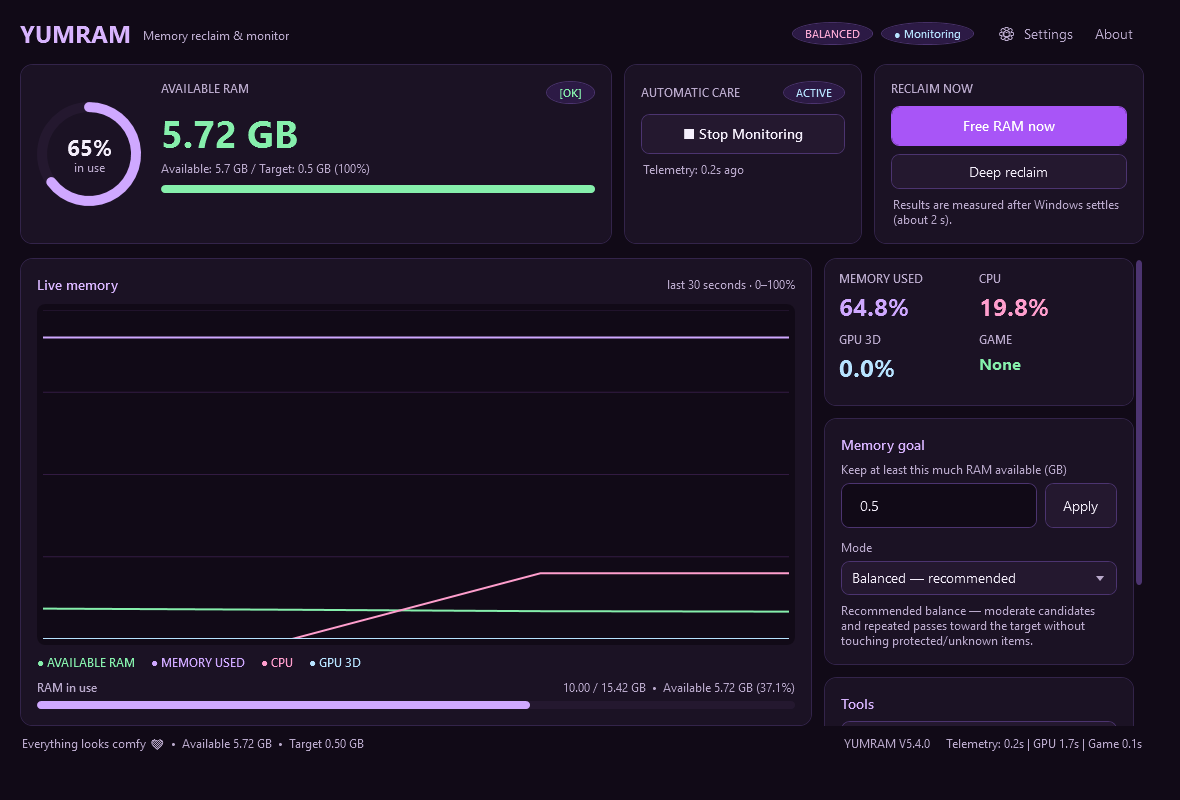 YUMRAM Memory reclaim & monitor BALANCED • Monitoring Settings About
AVAILABLE RAM [OK]
65%
in use
5.72 GB
Available: 5.7 GB / Target: 0.5 GB (100%)
AUTOMATIC CARE ACTIVE
Stop Monitoring
Telemetry: 0.2s ago
RECLAIM NOW
Free RAM now
Deep reclaim
Results are measured after Windows settles
(about 2 s).
Live memory last 30 seconds · 0–100%
• AVAILABLE RAM • MEMORY USED • CPU • GPU 3D
RAM in use 10.00 / 15.42 GB • Available 5.72 GB (37.1%)
MEMORY USED CPU
64.8% 19.8%
GPU 3D GAME
0.0% None
Memory goal
Keep at least this much RAM available (GB)
0.5 Apply
Mode
Balanced — recommended
Recommended balance — moderate candidates
and repeated passes toward the target without
touching protected/unknown items.
Tools
Everything looks comfy 💜 • Available 5.72 GB • Target 0.50 GB
YUMRAM V5.4.0 Telemetry: 0.2s | GPU 1.7s | Game 0.1s